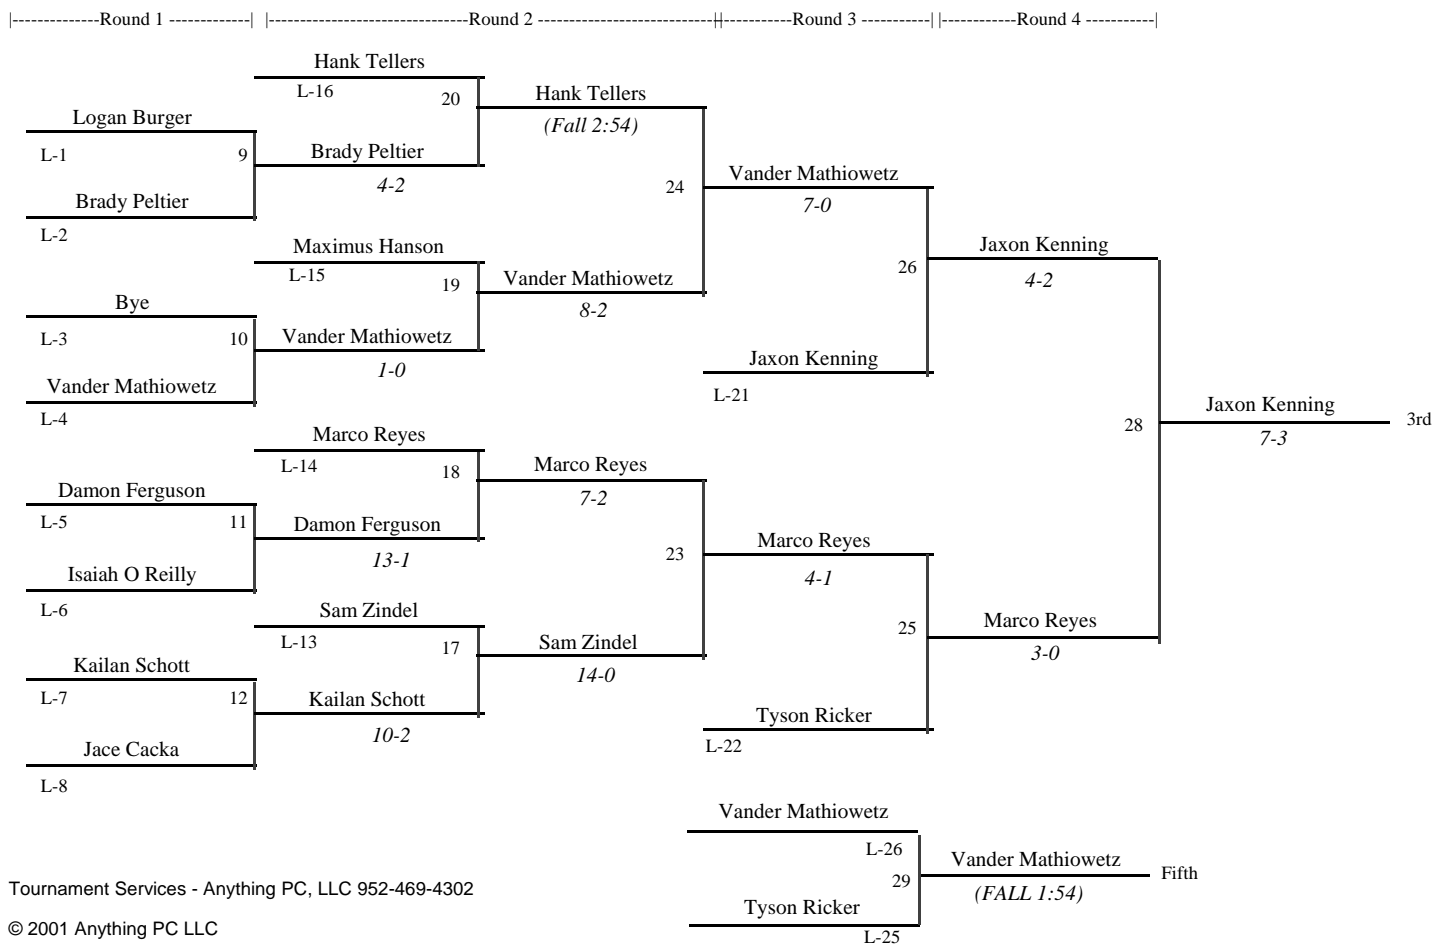 |--------------Round 1 -------------| |--------------------------------Round 2 -----------------------------||------------Round 3 -----------| |------------Round 4 -----------|
Hank Tellers
L-16
20
Hank Tellers
(Fall 2:54)
Logan Burger
L-1
9
Brady Peltier
4-2
Brady Peltier
L-2
24
Vander Mathiowetz
7-0
Maximus Hanson
L-15
19
Vander Mathiowetz
8-2
Bye
L-3
10
Vander Mathiowetz
1-0
Vander Mathiowetz
L-4
26
Jaxon Kenning
4-2
Jaxon Kenning
L-21
28
Jaxon Kenning
3rd
7-3
Marco Reyes
L-14
18
Marco Reyes
7-2
Damon Ferguson
L-5
11
Damon Ferguson
13-1
Isaiah O Reilly
L-6
23
Marco Reyes
4-1
Sam Zindel
L-13
17
Sam Zindel
14-0
Kailan Schott
L-7
12
Kailan Schott
10-2
Jace Cacka
L-8
25
Marco Reyes
3-0
Tyson Ricker
L-22
Vander Mathiowetz
L-26
29
Vander Mathiowetz
Fifth
(FALL 1:54)
Tyson Ricker
L-25
Tournament Services - Anything PC, LLC 952-469-4302
© 2001 Anything PC LLC